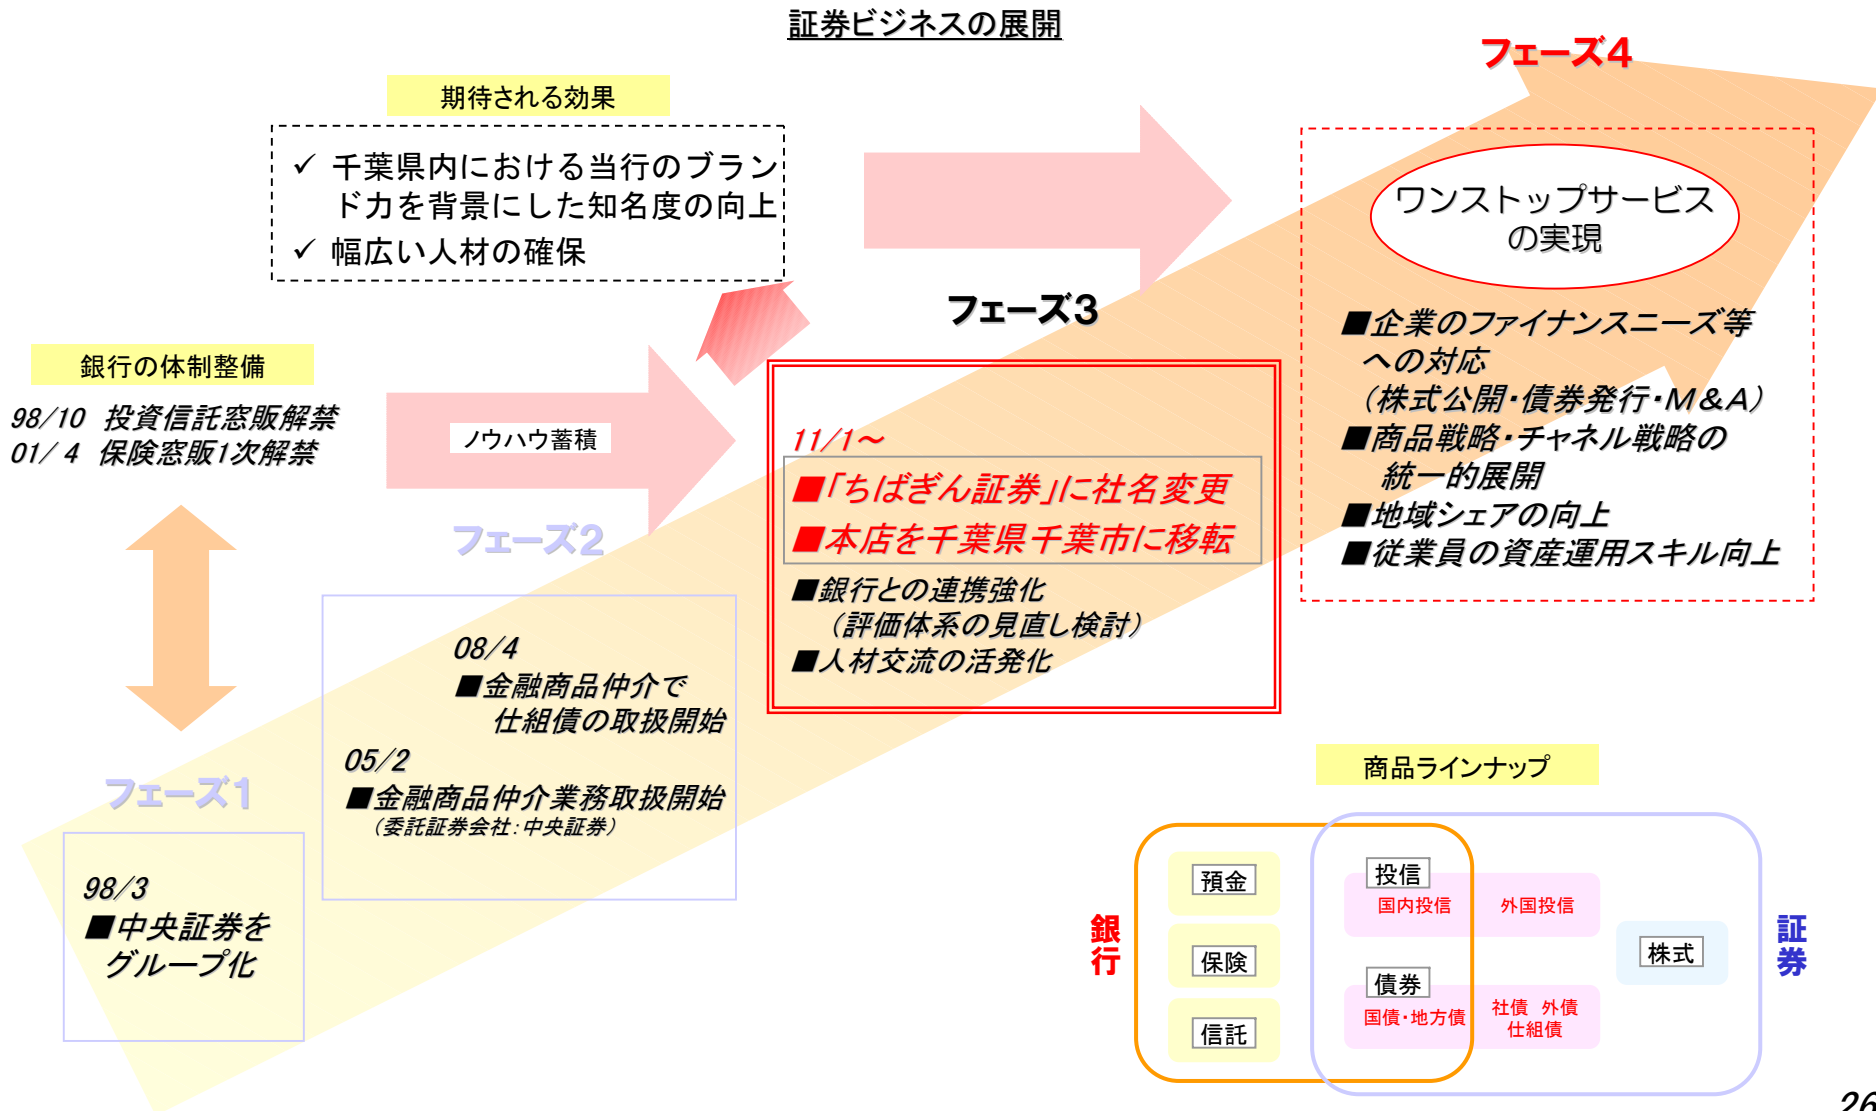 証券ビジネスの展開
フェーズ4
期待される効果
✓ 千葉県内における当行のブラン
ド力を背景にした知名度の向上
✓ 幅広い人材の確保
ワンストップサービス
の実現
■企業のファイナンスニーズ等
への対応
（株式公開・債券発行・M&A）
■商品戦略・チャネル戦略の
統一的展開
■地域シェアの向上
■従業員の資産運用スキル向上
銀行の体制整備
98/10 投資信託窓販解禁
01/ 4 保険窓販1次解禁
ノウハウ蓄積
フェーズ3
11/1～
■「ちばぎん証券」に社名変更
■本店を千葉県千葉市に移転
■銀行との連携強化
（評価体系の見直し検討）
■人材交流の活発化
フェーズ2
08/4
■金融商品仲介で
仕組債の取扱開始
05/2
■金融商品仲介業務取扱開始
（委託証券会社：中央証券）
フェーズ1
98/3
■中央証券を
グループ化
商品ラインナップ
銀行
預金
保険
信託
投信
国内投信 外国投信
債券
国債・地方債
社債 外債
仕組債
株式
証券
26